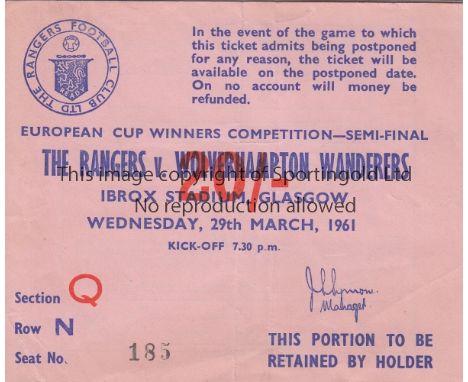 THE RANGERS FOOTBALL CLUB LTD
READY
In the event of the game to which
this ticket admits being postponed
for any reason, the ticket will be
available on the postponed date.
On no account will money be
refunded.
EUROPEAN CUP WINNERS COMPETITION—SEMI-FINAL
THE RANGERS v. WOLVERHAMPTON WANDERERS
20/-
This image copyright of Sportingold Ltd
IBROX STADIUM, GLASGOW
No reproduction allowed
WEDNESDAY, 29th MARCH, 1961
KICK-OFF 7.30 p.m.
Section Q
Manager
Row N
Seat No. 185
THIS PORTION TO BE
RETAINED BY HOLDER